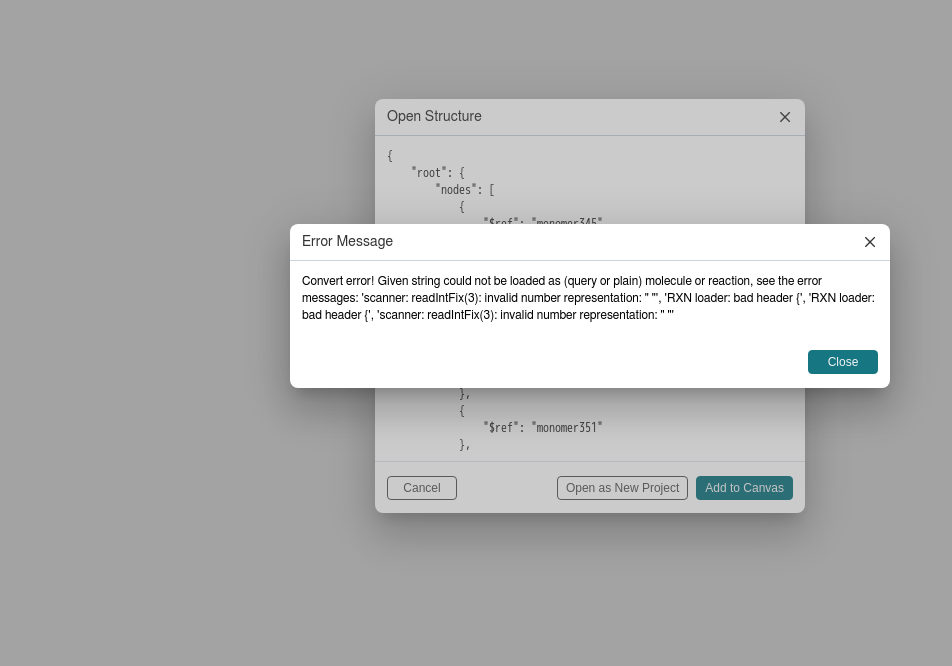 Open Structure
{
"root": {
"nodes": [
{
"$ref": "monomer345"
Error Message
Convert error! Given string could not be loaded as (query or plain) molecule or reaction, see the error
messages: 'scanner: readIntFix(3): invalid number representation: " "', 'RXN loader: bad header {', 'RXN loader:
bad header {', 'scanner: readIntFix(3): invalid number representation: " "'
Close
},
{
"$ref": "monomer351"
},
Cancel
Open as New Project
Add to Canvas